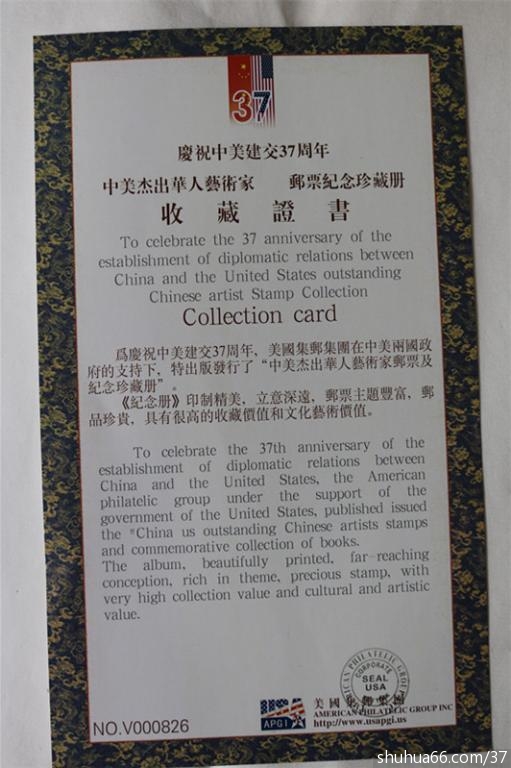 37
慶祝中美建交37周年
中美杰出華人藝術家 郵票紀念珍藏册
收藏證書
To celebrate the 37 anniversary of the
establishment of diplomatic relations between
China and the United States outstanding
Chinese artist Stamp Collection
Collection card
爲慶祝中美建交37周年，美國集郵集團在中美兩國政
府的支持下，特出版發行了“中美杰出華人藝術家郵票及
紀念珍藏册”。
《紀念册》印制精美，立意深遠，郵票主題豐富，郵
品珍貴，具有很高的收藏價值和文化藝術價值。
To celebrate the 37th anniversary of the
establishment of diplomatic relations between
China and the United States, the American
philatelic group under the support of the
government of the United States, published issued
the "China us outstanding Chinese artists stamps
and commemorative collection of books.
The album, beautifully printed, far-reaching
conception, rich in theme, precious stamp, with
very high collection value and cultural and artistic
value.
CORPORATE
SEAL
USA
USA
APGI
美國
AMERICAN PHILATELIC GROUP INC
http://www.usapgi.us
NO.V000826
shuhua66.com/37